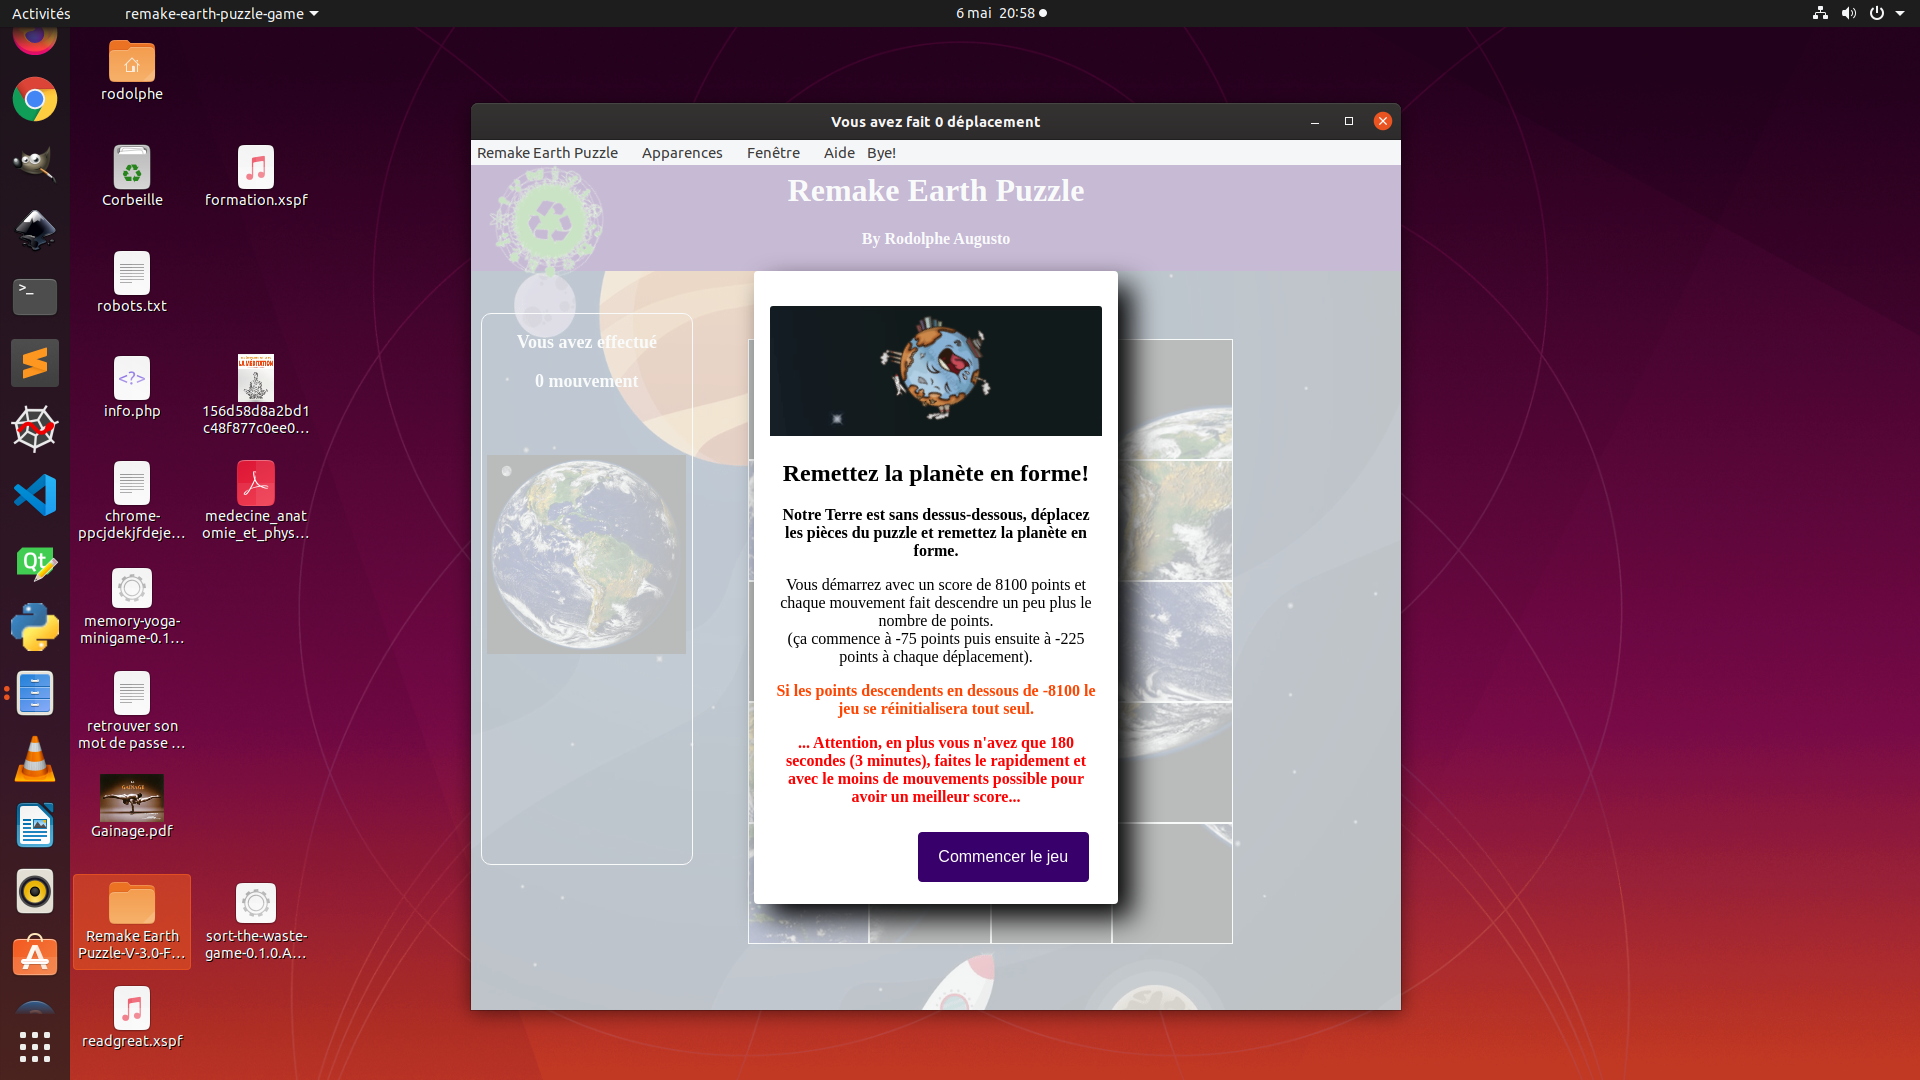 Activités
remake-earth-puzzle-game
6 mai 20:58
rodolphe
Corbeille
formation.xspf
robots.txt
<?>
info.php
LA MEDITATION
156d58d8a2bd1
c48f877c0ee0...
chrome-
ppcjdekjfdeje...
medecine_anat
omie_et_phys...
memory-yoga-
minigame-0.1...
retrouver son
mot de passe ...
GAINAGE
Gainage.pdf
Remake Earth
Puzzle-V-3.0-F...
sort-the-waste-
game-0.1.0.A...
readgreat.xspf
>_
Qt
Vous avez fait 0 déplacement
Remake Earth Puzzle
Apparences
Fenêtre
Aide
Bye!
Remake Earth Puzzle
By Rodolphe Augusto
Vous avez effectué
0 mouvement
Remettez la planète en forme!
Notre Terre est sans dessus-dessous, déplacez
les pièces du puzzle et remettez la planète en
forme.
Vous démarrez avec un score de 8100 points et
chaque mouvement fait descendre un peu plus le
nombre de points.
(ça commence à -75 points puis ensuite à -225
points à chaque déplacement).
Si les points descendents en dessous de -8100 le
jeu se réinitialisera tout seul.
... Attention, en plus vous n'avez que 180
secondes (3 minutes), faites le rapidement et
avec le moins de mouvements possible pour
avoir un meilleur score...
Commencer le jeu